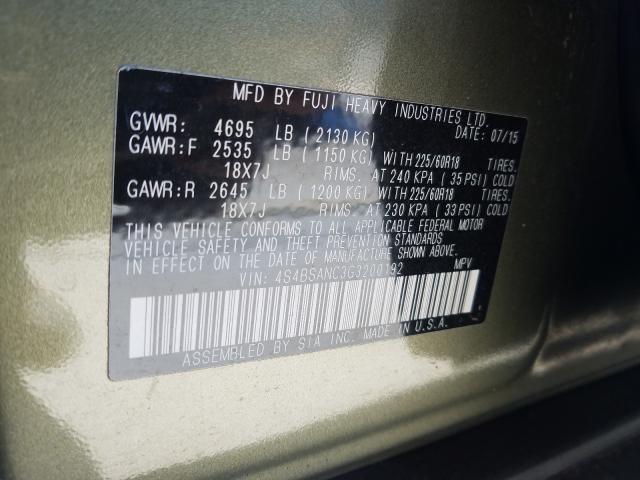 MFD BY FUJI HEAVY INDUSTRIES LTD.
GVWR: 4695 LB (2130 KG) DATE: 07/15
GAWR:F 2535 LB (1150 KG) WITH 225/60R18 TIRES.
18X7J RIMS. AT 240 KPA (35 PSI) COLD
GAWR:R 2645 LB (1200 KG) WITH 225/60R18 TIRES.
18X7J RIMS. AT 230 KPA (33 PSI) COLD
THIS VEHICLE CONFORMS TO ALL APPLICABLE FEDERAL MOTOR
VEHICLE SAFETY AND THEFT PREVENTION STANDARDS
IN EFFECT ON THE DATE OF MANUFACTURE SHOWN ABOVE.
VIN: 4S4BSANC3G3200192 MPV
ASSEMBLED BY SIA INC. MADE IN U.S.A.